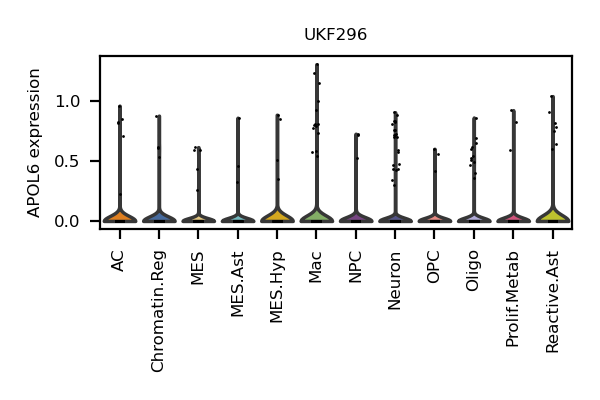 UKF296
APOL6 expression
1.0
0.5
0.0
AC
Chromatin.Reg
MES
MES.Ast
MES.Hyp
Mac
NPC
Neuron
OPC
Oligo
Prolif.Metab
Reactive.Ast